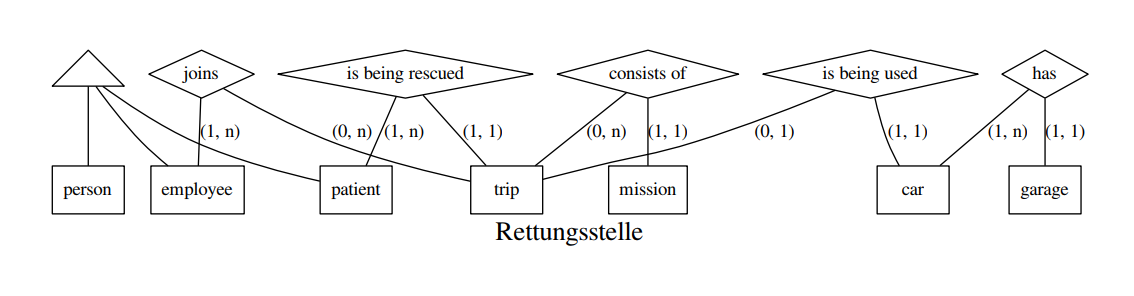 joins
is being rescued
consists of
is being used
has
(1, n)
(0, n)
(1, n)
(1, 1)
(0, n)
(1, 1)
(0, 1)
(1, 1)
(1, n)
(1, 1)
person
employee
patient
trip
mission
car
garage
Rettungsstelle